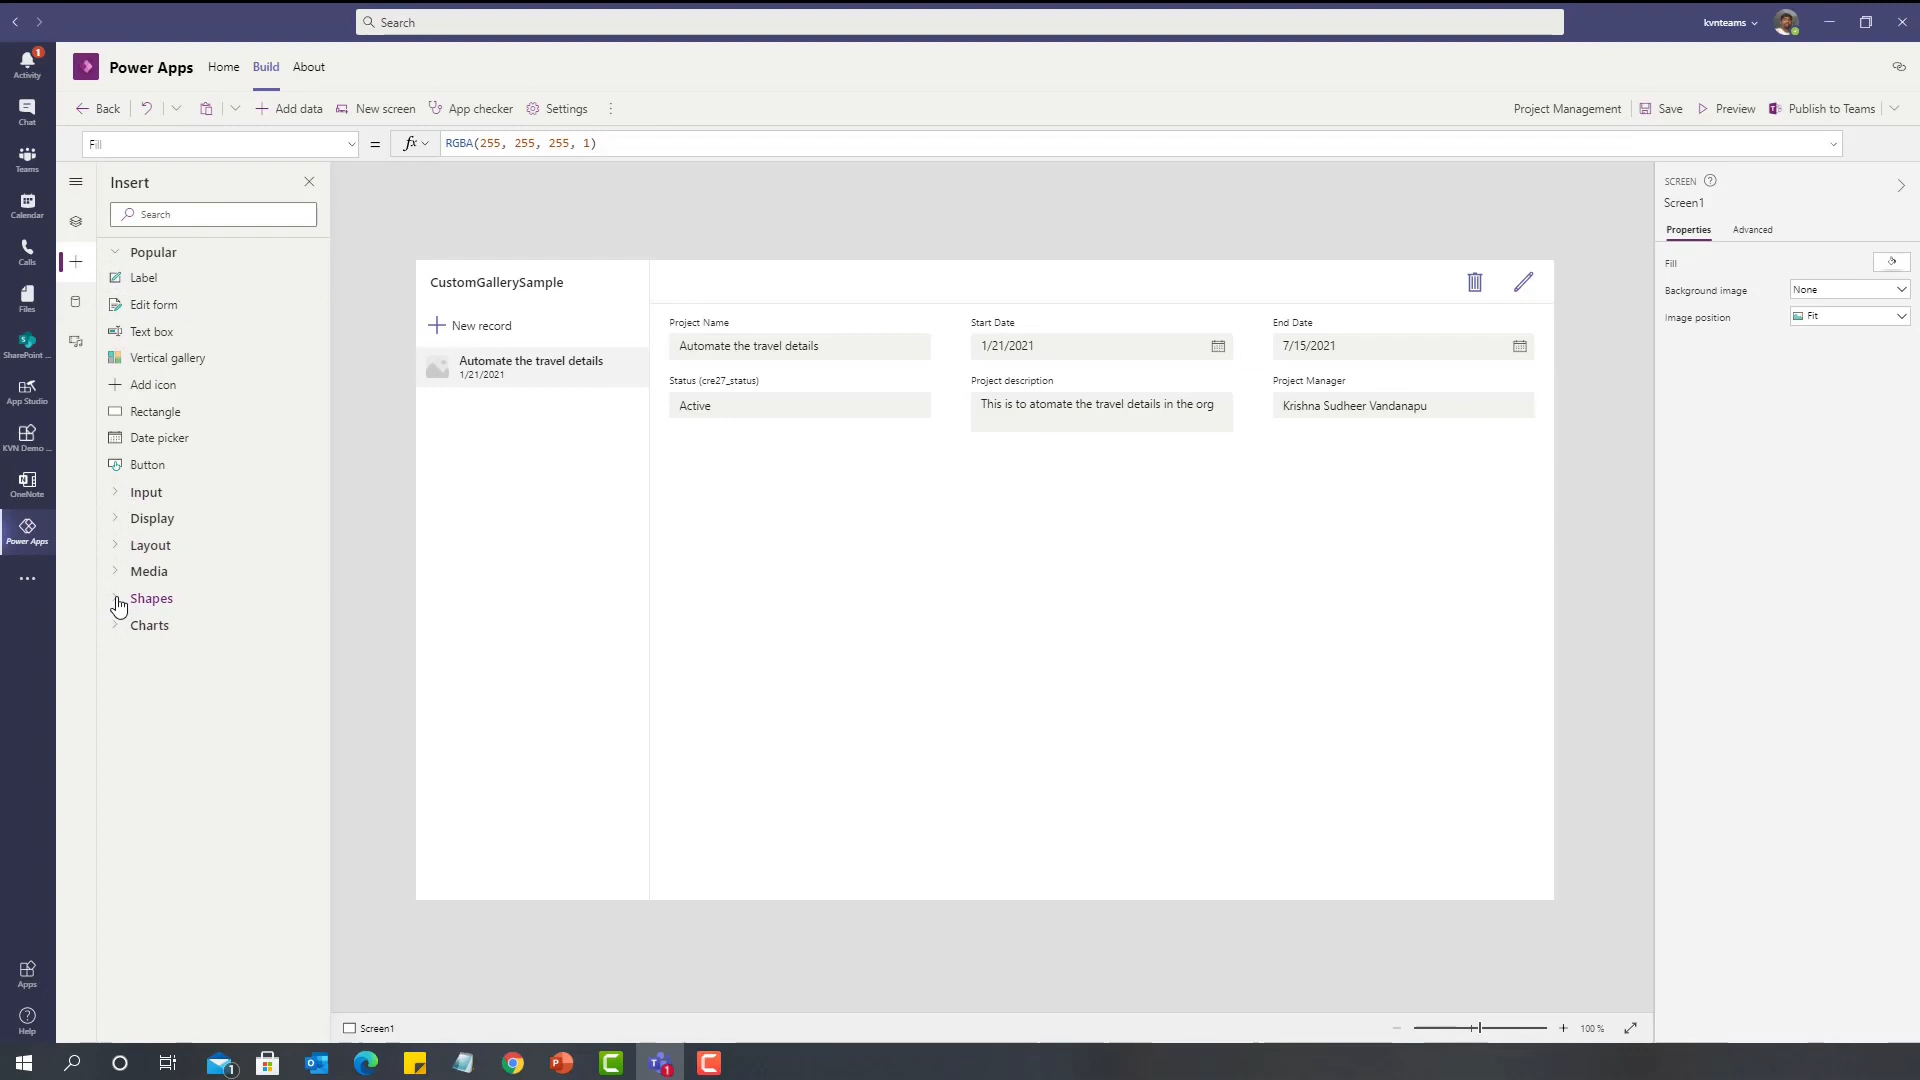 Search
kvnteams
1
Activity
Chat
Teams
Calendar
Calls
Files
SharePoint ...
App Studio
KVN Demo ...
OneNote
Power Apps
Apps
Help
Power Apps
Home
Build
About
Back
Add data
New screen
App checker
Settings
Project Management
Save
Preview
Publish to Teams
Fill
=
fx
RGBA(255, 255, 255, 1)
Insert
Search
Popular
Label
Edit form
Text box
Vertical gallery
Add icon
Rectangle
Date picker
Button
Input
Display
Layout
Media
Shapes
Charts
CustomGallerySample
New record
Automate the travel details
1/21/2021
Project Name
Automate the travel details
Start Date
1/21/2021
End Date
7/15/2021
Status (cre27_status)
Active
Project description
This is to atomate the travel details in the org
Project Manager
Krishna Sudheer Vandanapu
SCREEN
Screen1
Properties
Advanced
Fill
Background image
None
Image position
Fit
Screen1
100 %
1
1